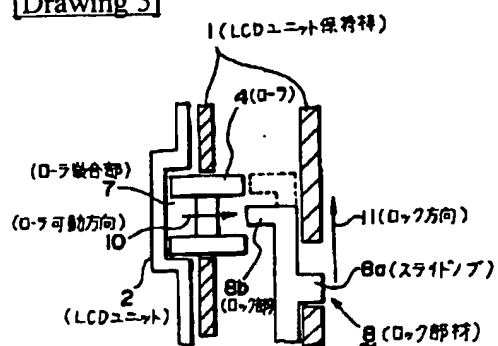 [Drawing 3]
1(LCDユニット保持棒)
4(ローラ)
(ローラ嵌合部)
7
(ローラ可動方向)
10
11(ロック方向)
8a(スライドノブ)
8b
(ロック部)
2
(LCDユニット)
8(ロック部材)